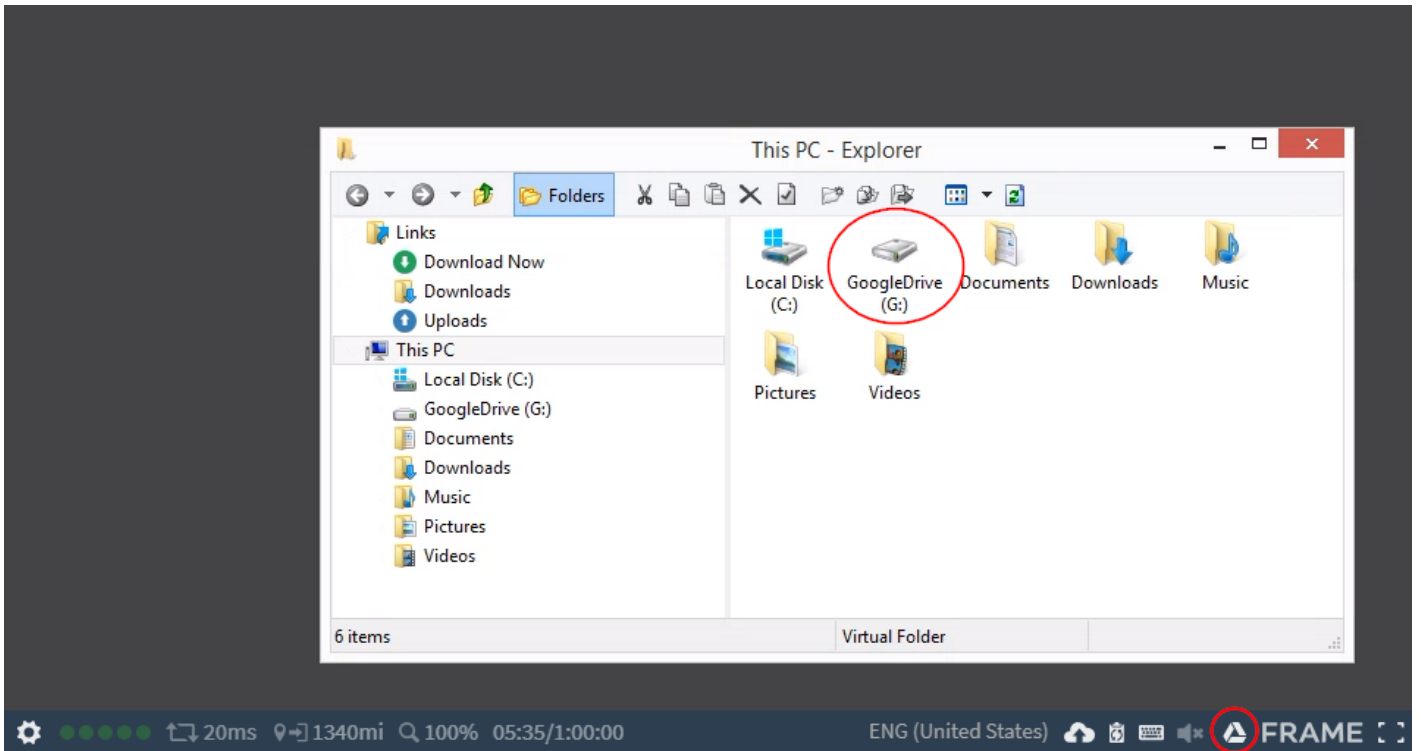 This PC - Explorer
Folders
Links
Download Now
Downloads
Uploads
This PC
Local Disk (C:)
GoogleDrive (G:)
Documents
Downloads
Music
Pictures
Videos
Local Disk
(C:)
GoogleDrive
(G:)
Documents
Downloads
Music
Pictures
Videos
6 items
Virtual Folder
20ms
1340mi
100%
05:35/1:00:00
ENG (United States)
FRAME